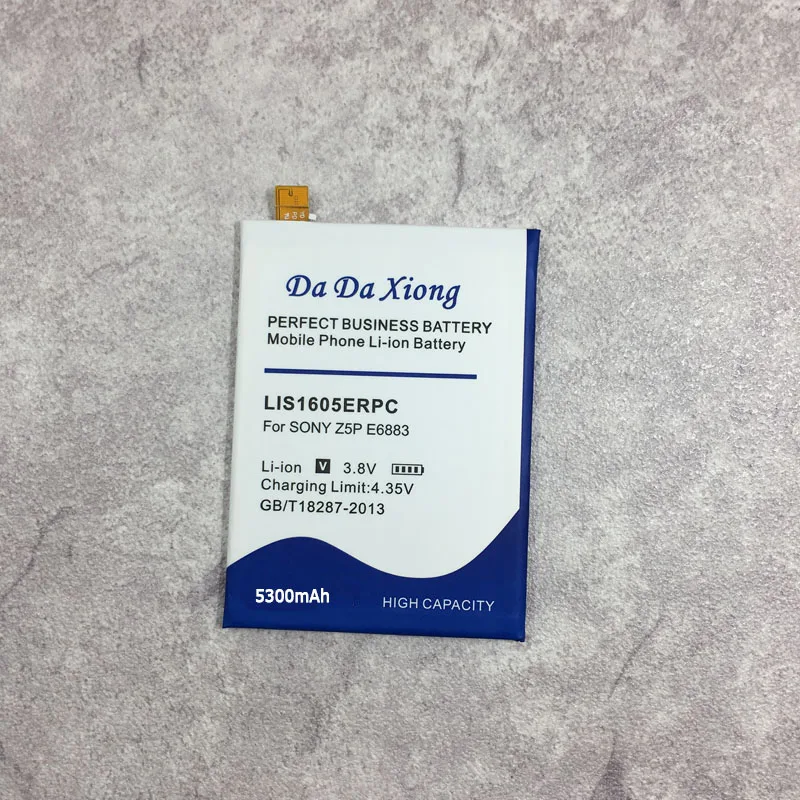 Da Da Xiong
PERFECT BUSINESS BATTERY
Mobile Phone Li-ion Battery
LIS1605ERPC
For SONY Z5P E6883
Li-ion V 3.8V
Charging Limit:4.35V
GB/T18287-2013
5300mAh
HIGH CAPACITY